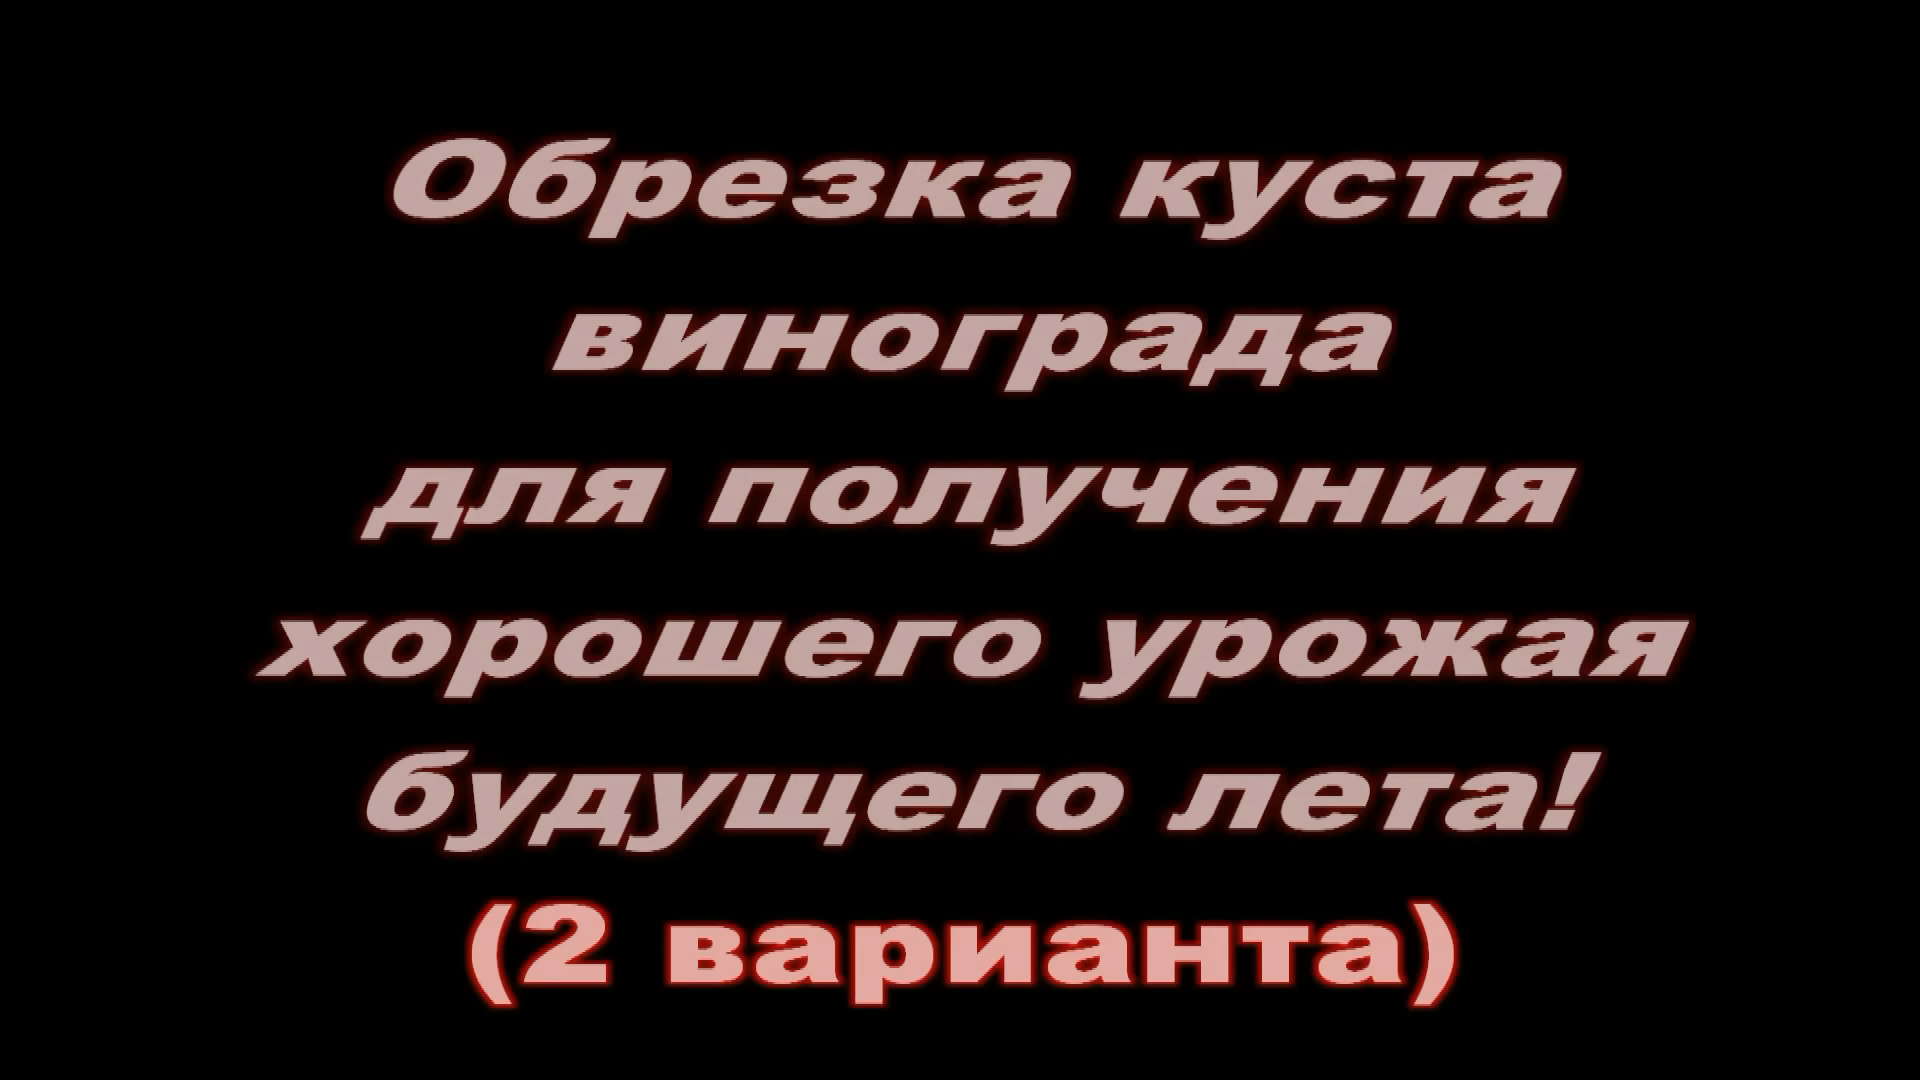 Обрезка куста
винограда
для получения
хорошего урожая
будущего лета!
(2 варианта)